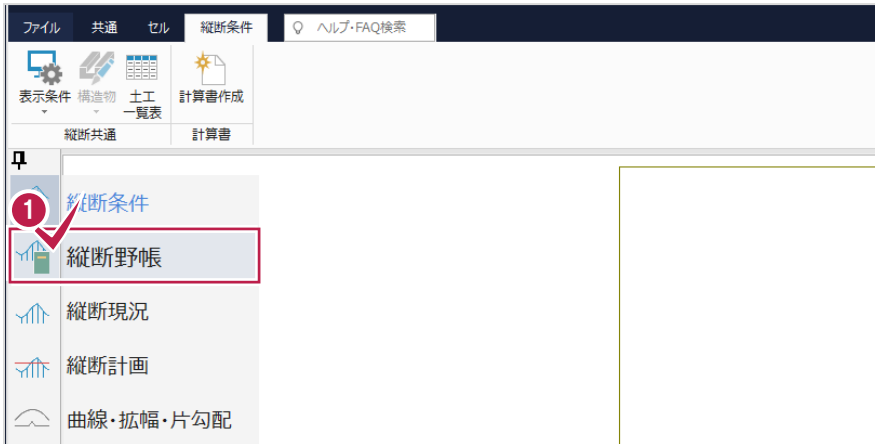 ファイル 共通 セル 縦断条件 ヘルプ・FAQ検索
表示条件 構造物 土工 計算書作成
一覧表
縦断共通 計算書
縦断条件
1
縦断野帳
縦断現況
縦断計画
曲線・拡幅・片勾配